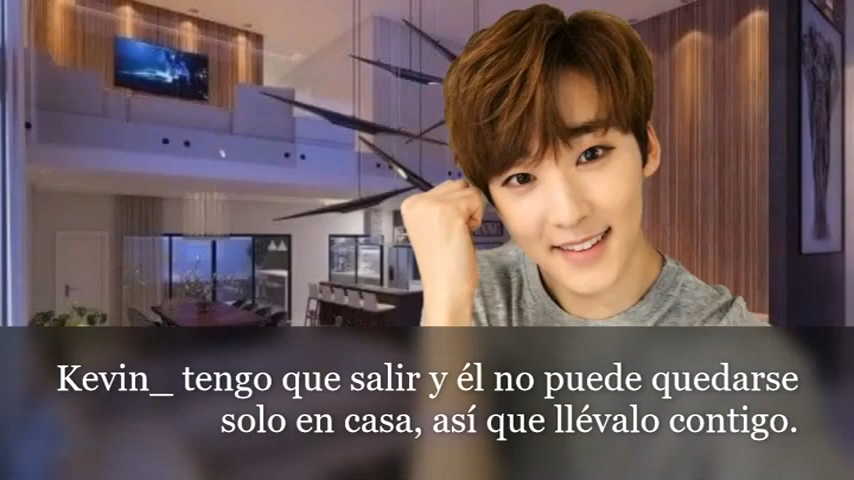 Kevin_ tengo que salir y él no puede quedarse
solo en casa, así que llévalo contigo.